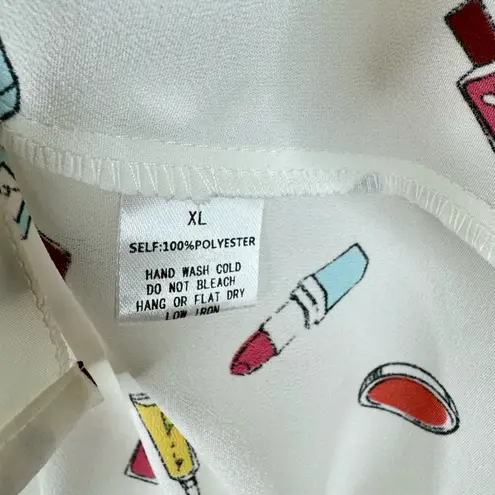 XL
SELF:100%POLYESTER
HAND WASH COLD
DO NOT BLEACH
HANG OR FLAT DRY
LOW IRON